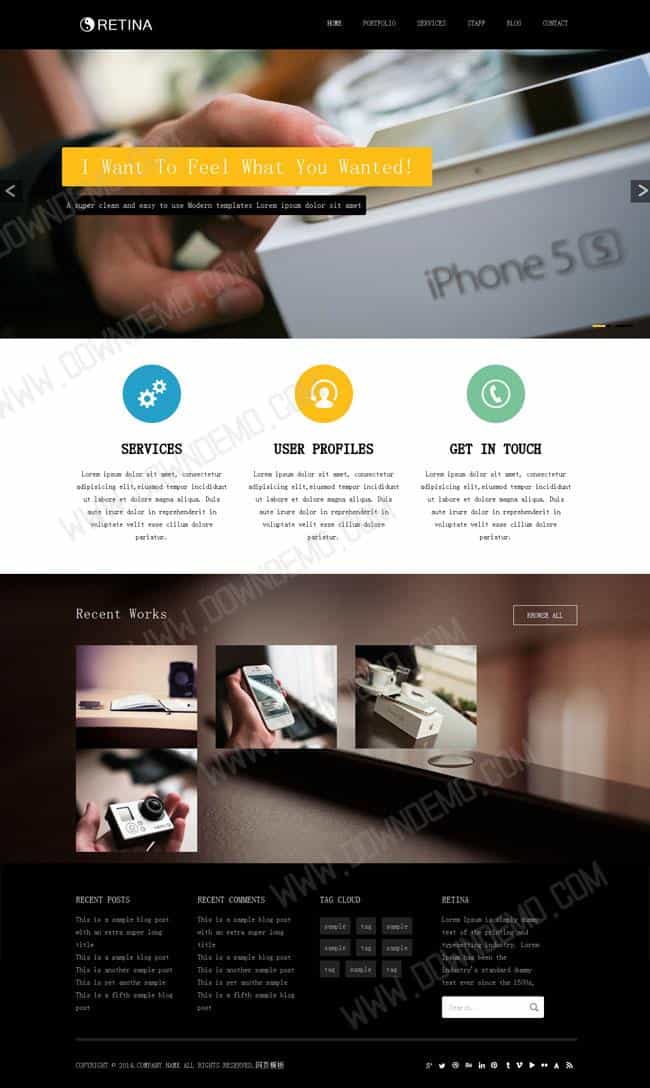 RETINA
HOME PORTFOLIO SERVICES STAFF BLOG CONTACT
I Want To Feel What You Wanted!
A super clean and easy to use Modern templates Lorem ipsum dolor sit amet
iPhone 5 S
SERVICES
Lorem ipsum dolor sit amet, consectetur
adipisicing elit,eiusmod tempor incididunt
ut labore et dolore magna aliqua. Duis
aute irure dolor in reprehenderit in
voluptate velit esse cillum dolore
pariatur.
USER PROFILES
Lorem ipsum dolor sit amet, consectetur
adipisicing elit,eiusmod tempor incididunt
ut labore et dolore magna aliqua. Duis
aute irure dolor in reprehenderit in
voluptate velit esse cillum dolore
pariatur.
GET IN TOUCH
Lorem ipsum dolor sit amet, consectetur
adipisicing elit,eiusmod tempor incididunt
ut labore et dolore magna aliqua. Duis
aute irure dolor in reprehenderit in
voluptate velit esse cillum dolore
pariatur.
Recent Works
BROWSE ALL
RECENT POSTS
This is a sample blog post
with an extra super long
title
This is a sample blog post
This is another sample post
This is yet anothe sample
This is a fifth sample blog
post
RECENT COMMENTS
This is a sample blog post
with an extra super long
title
This is a sample blog post
This is another sample post
This is yet anothe sample
This is a fifth sample blog
post
TAG CLOUD
sample tag sample
sample tag sample
tag sample tag
RETINA
Lorem Ipsum is simply dummy
text of the printing and
typesetting industry. Lorem
Ipsum has been the
industry's standard dummy
text ever since the 1500s,
Search...
COPYRIGHT © 2014.COMPANY NAME ALL RIGHTS RESERVED.网页模板
WWW.DOWNDEMO.COM